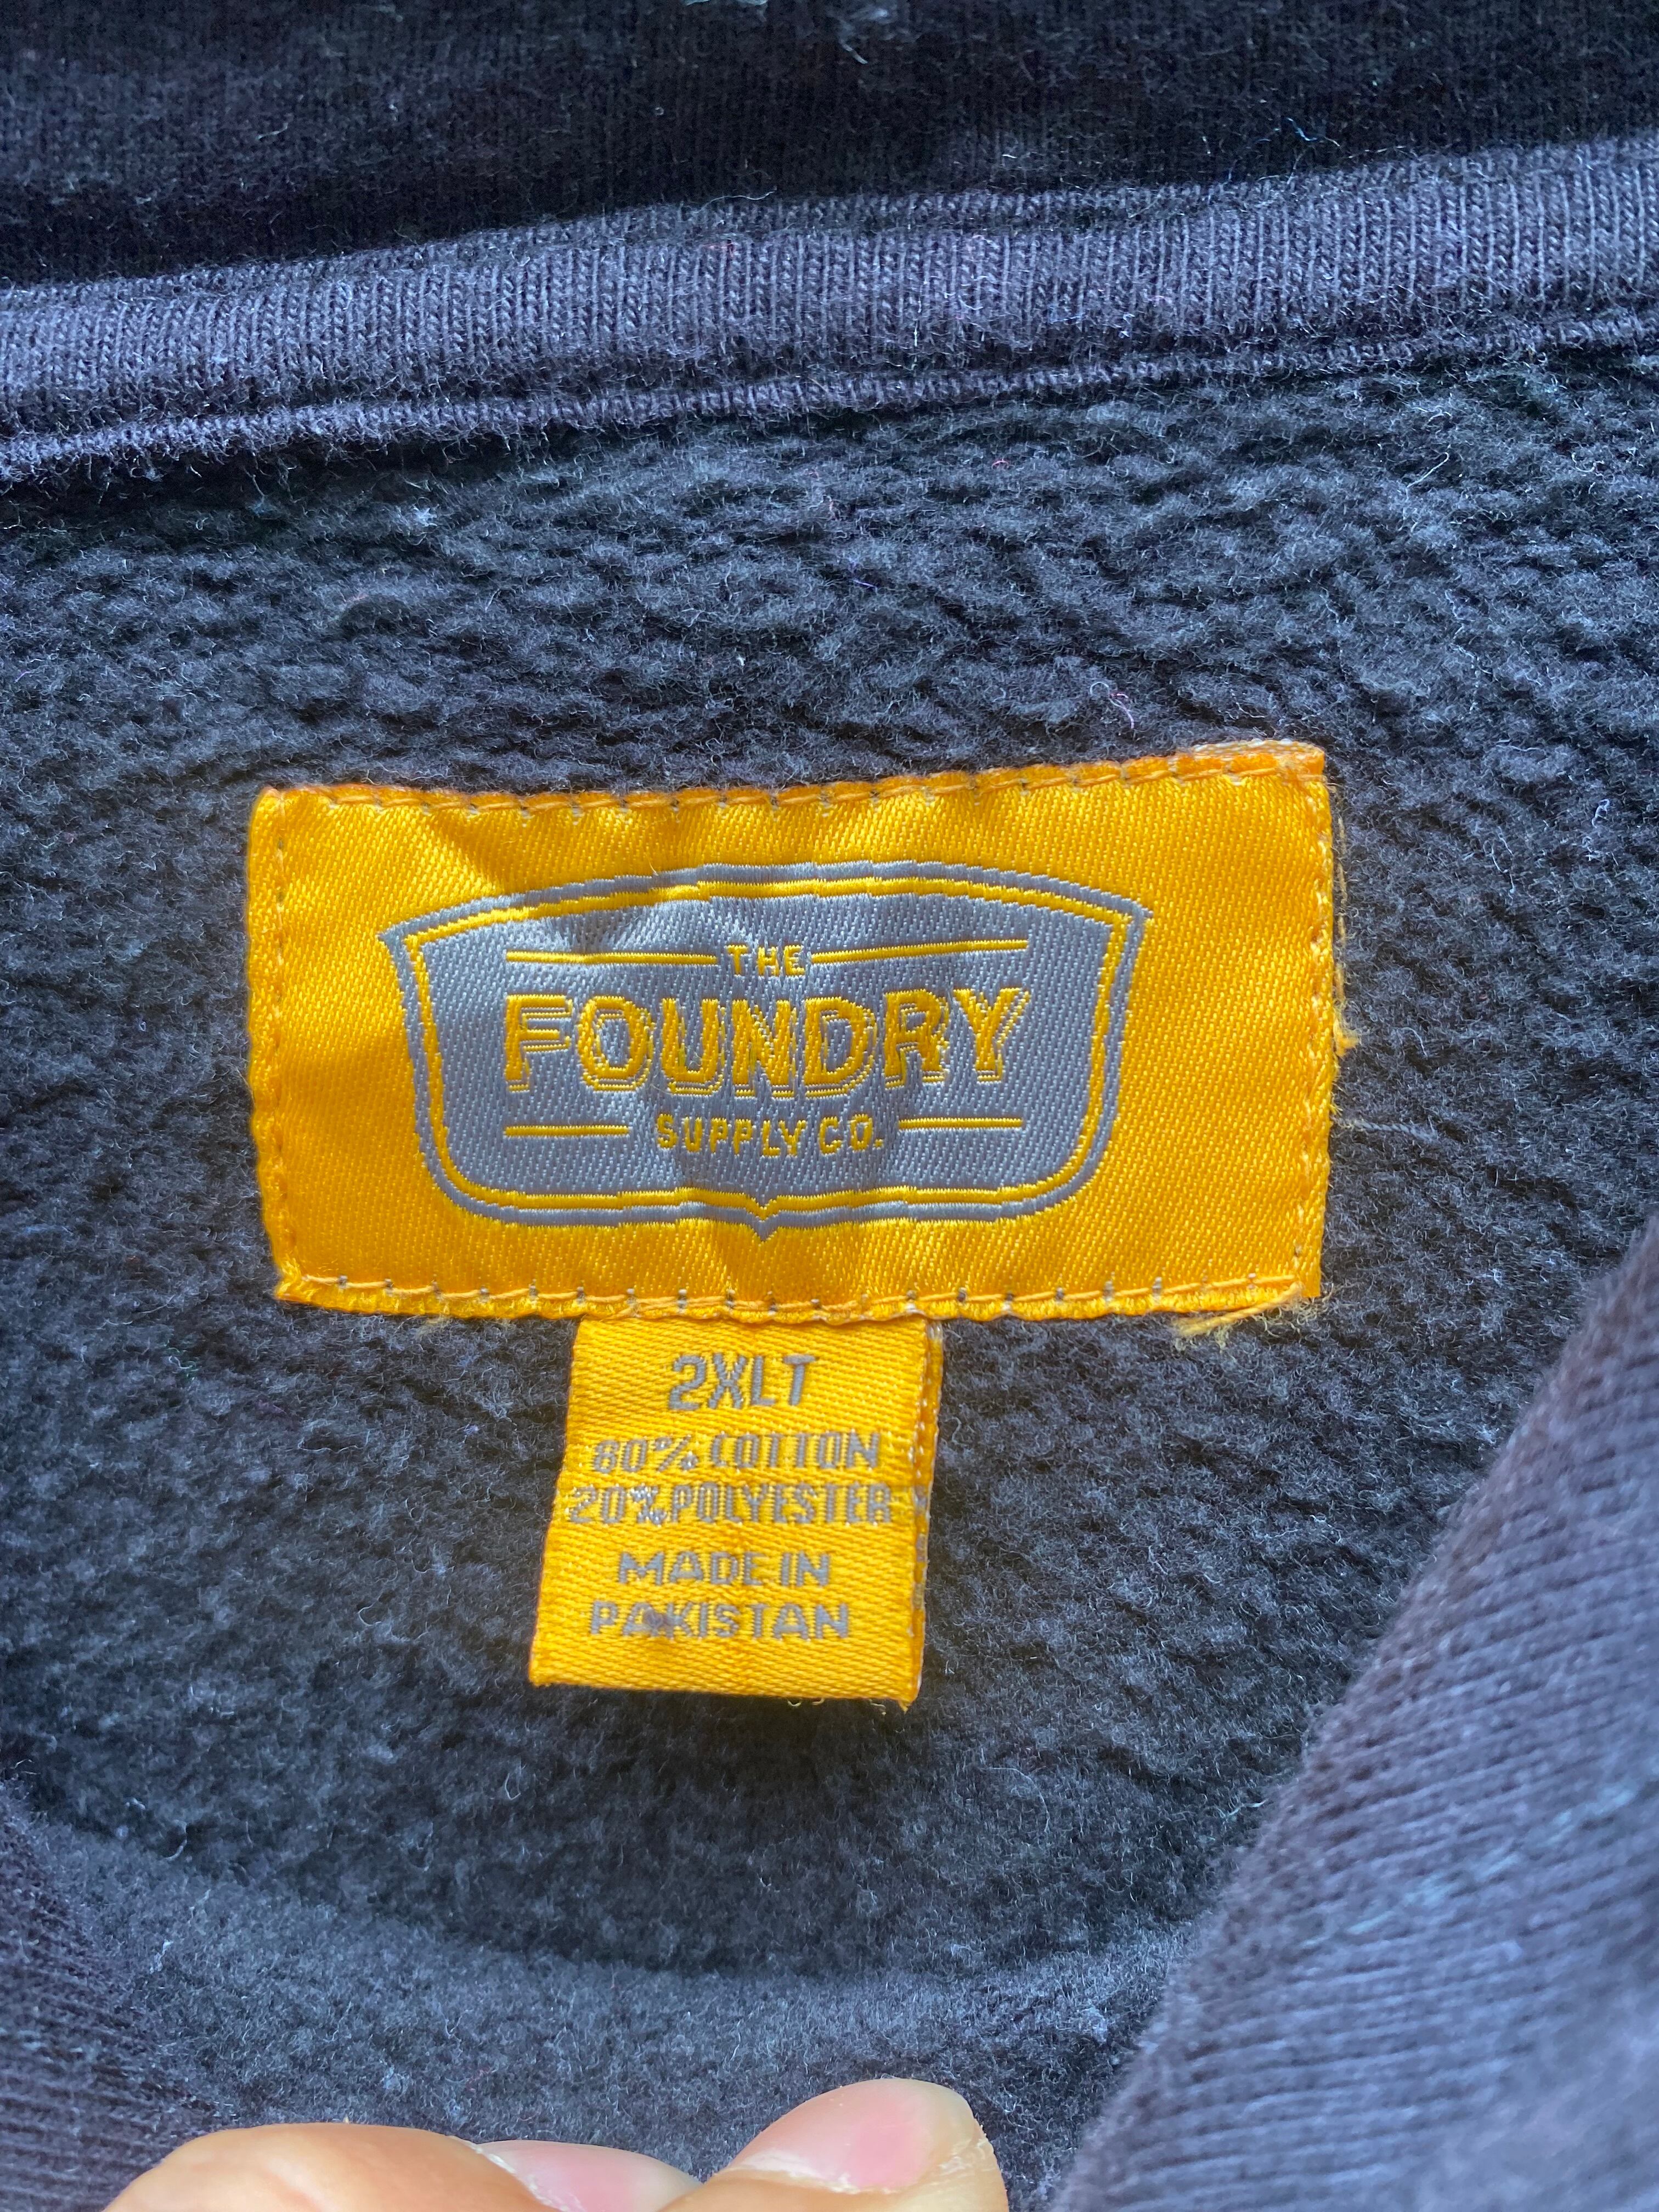 THE
FOUNDRY
SUPPLY CO.
2XLT
80% COTTON
20% POLYESTER
MADE IN
PAKISTAN